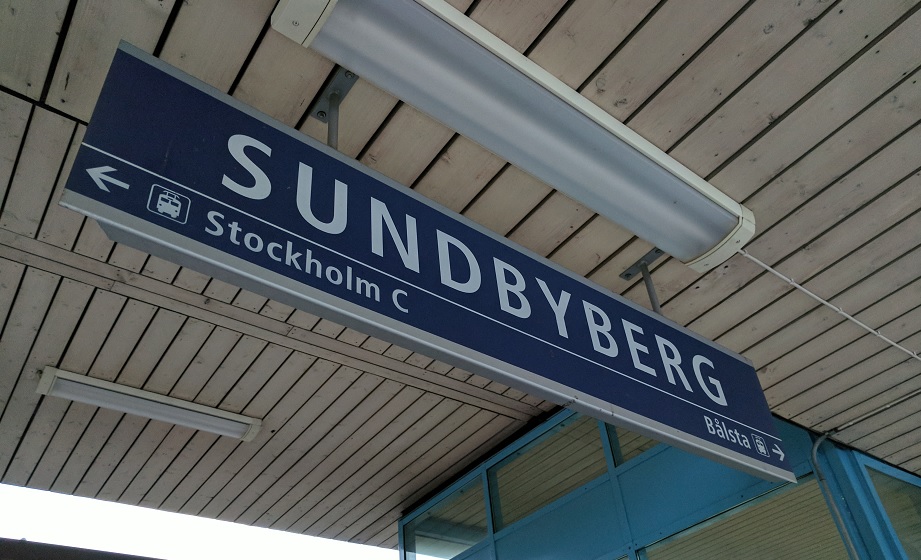 SUNDBYBERG
← Stockholm C
Bålsta →